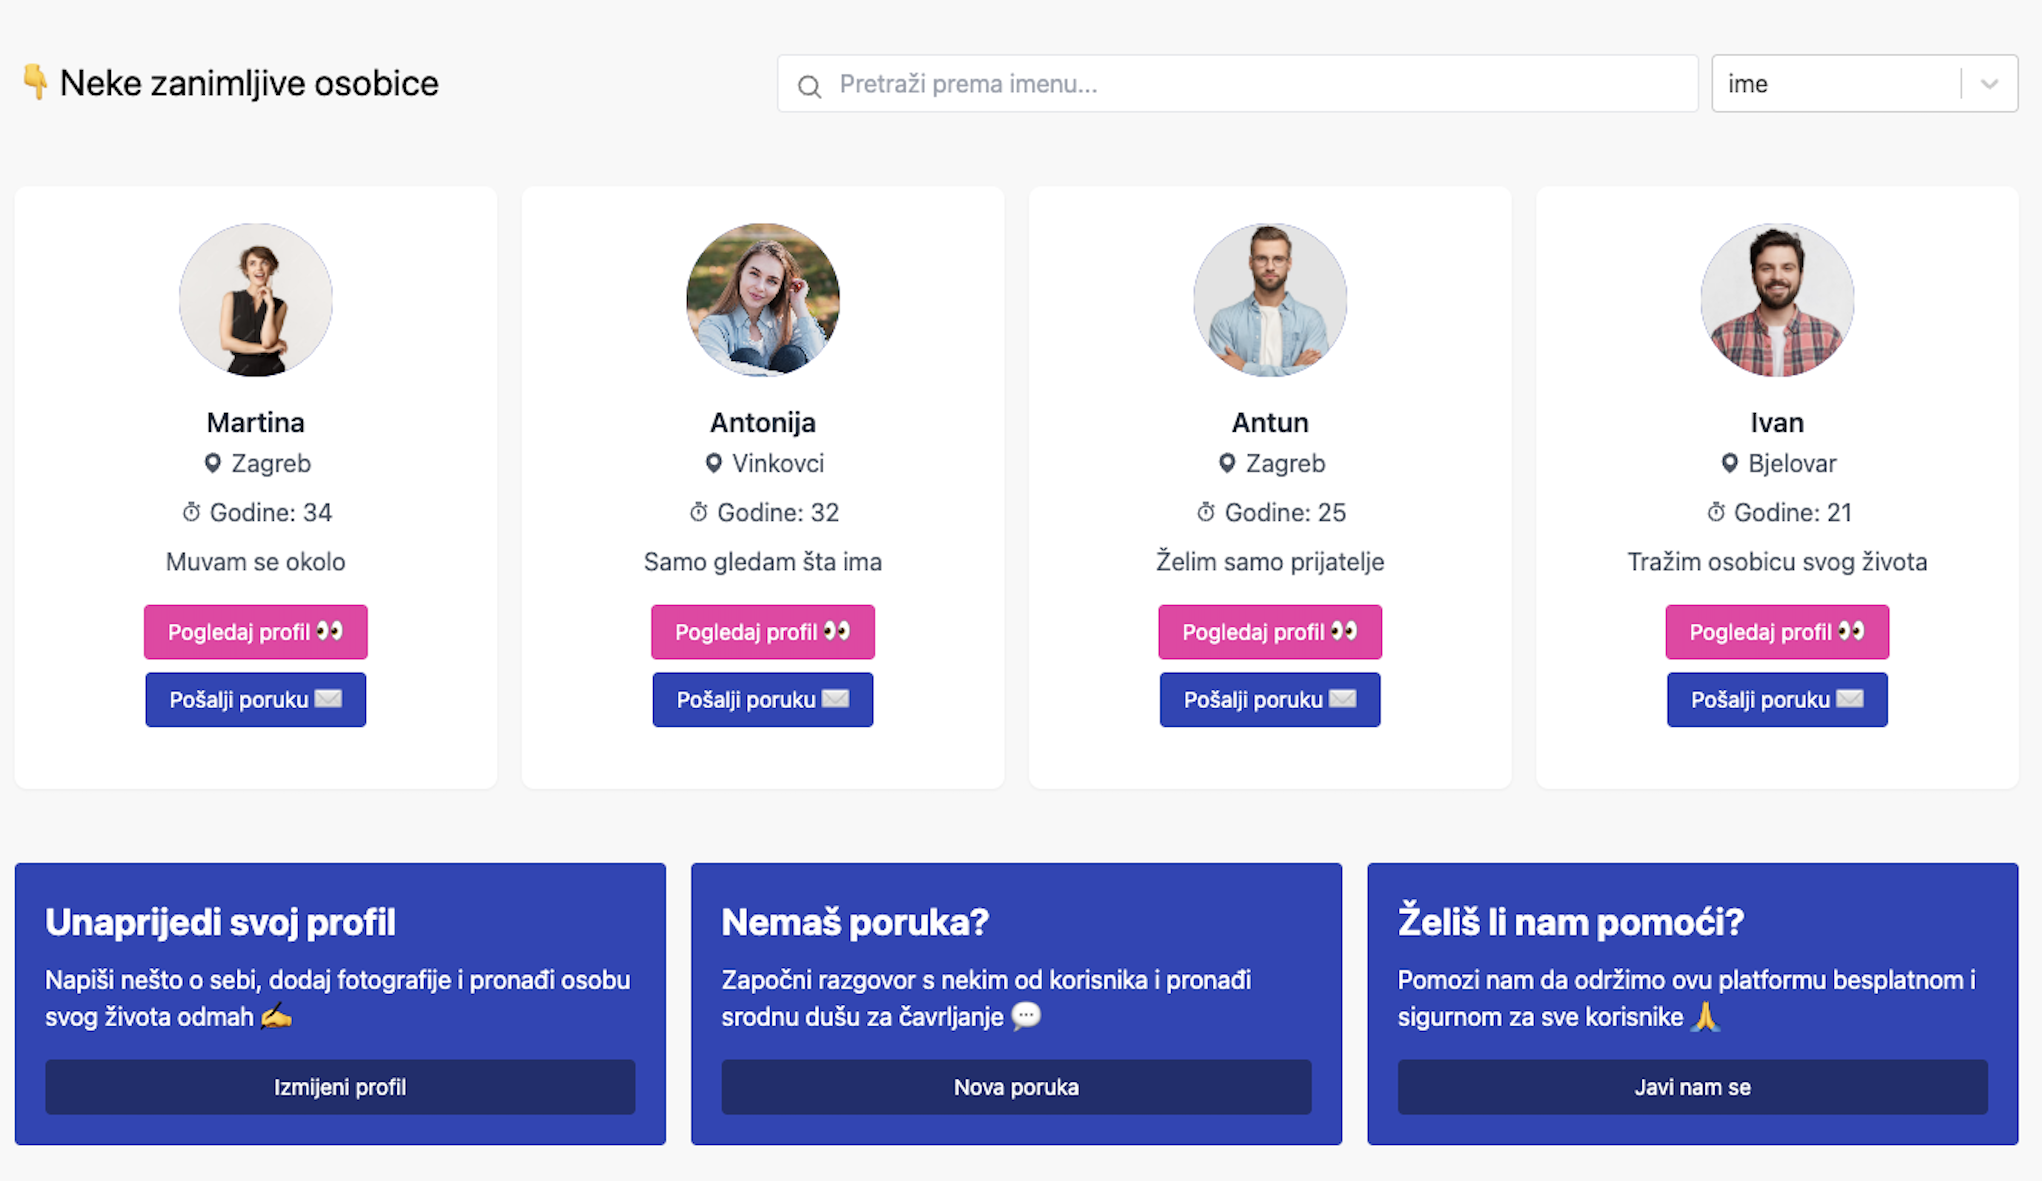 👇 Neke zanimljive osobice
Pretraži prema imenu...
ime
Martina
Zagreb
Godine: 34
Muvam se okolo
Pogledaj profil 👀
Pošalji poruku ✉️
Antonija
Vinkovci
Godine: 32
Samo gledam šta ima
Pogledaj profil 👀
Pošalji poruku ✉️
Antun
Zagreb
Godine: 25
Želim samo prijatelje
Pogledaj profil 👀
Pošalji poruku ✉️
Ivan
Bjelovar
Godine: 21
Tražim osobicu svog života
Pogledaj profil 👀
Pošalji poruku ✉️
Unaprijedi svoj profil
Napiši nešto o sebi, dodaj fotografije i pronađi osobu
svog života odmah ✍️
Izmijeni profil
Nemaš poruka?
Započni razgovor s nekim od korisnika i pronađi
srodnu dušu za čavrljanje 💬
Nova poruka
Želiš li nam pomoći?
Pomozi nam da održimo ovu platformu besplatnom i
sigurnom za sve korisnike 🙏
Javi nam se